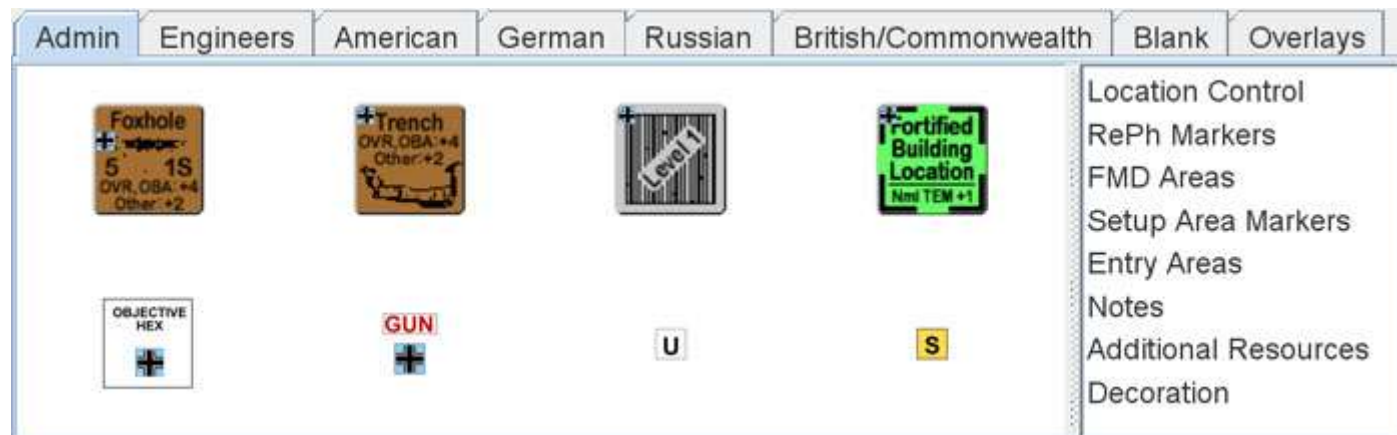 Admin Engineers American German Russian British/Commonwealth Blank Overlays
Foxhole
5 1S
OVR, OBA: +4
Other: +2
Trench
OVR, OBA: +4
Other: +2
Level 1
Fortified
Building
Location
Nml TEM +1
OBJECTIVE
HEX
GUN
U
S
Location Control
RePh Markers
FMD Areas
Setup Area Markers
Entry Areas
Notes
Additional Resources
Decoration